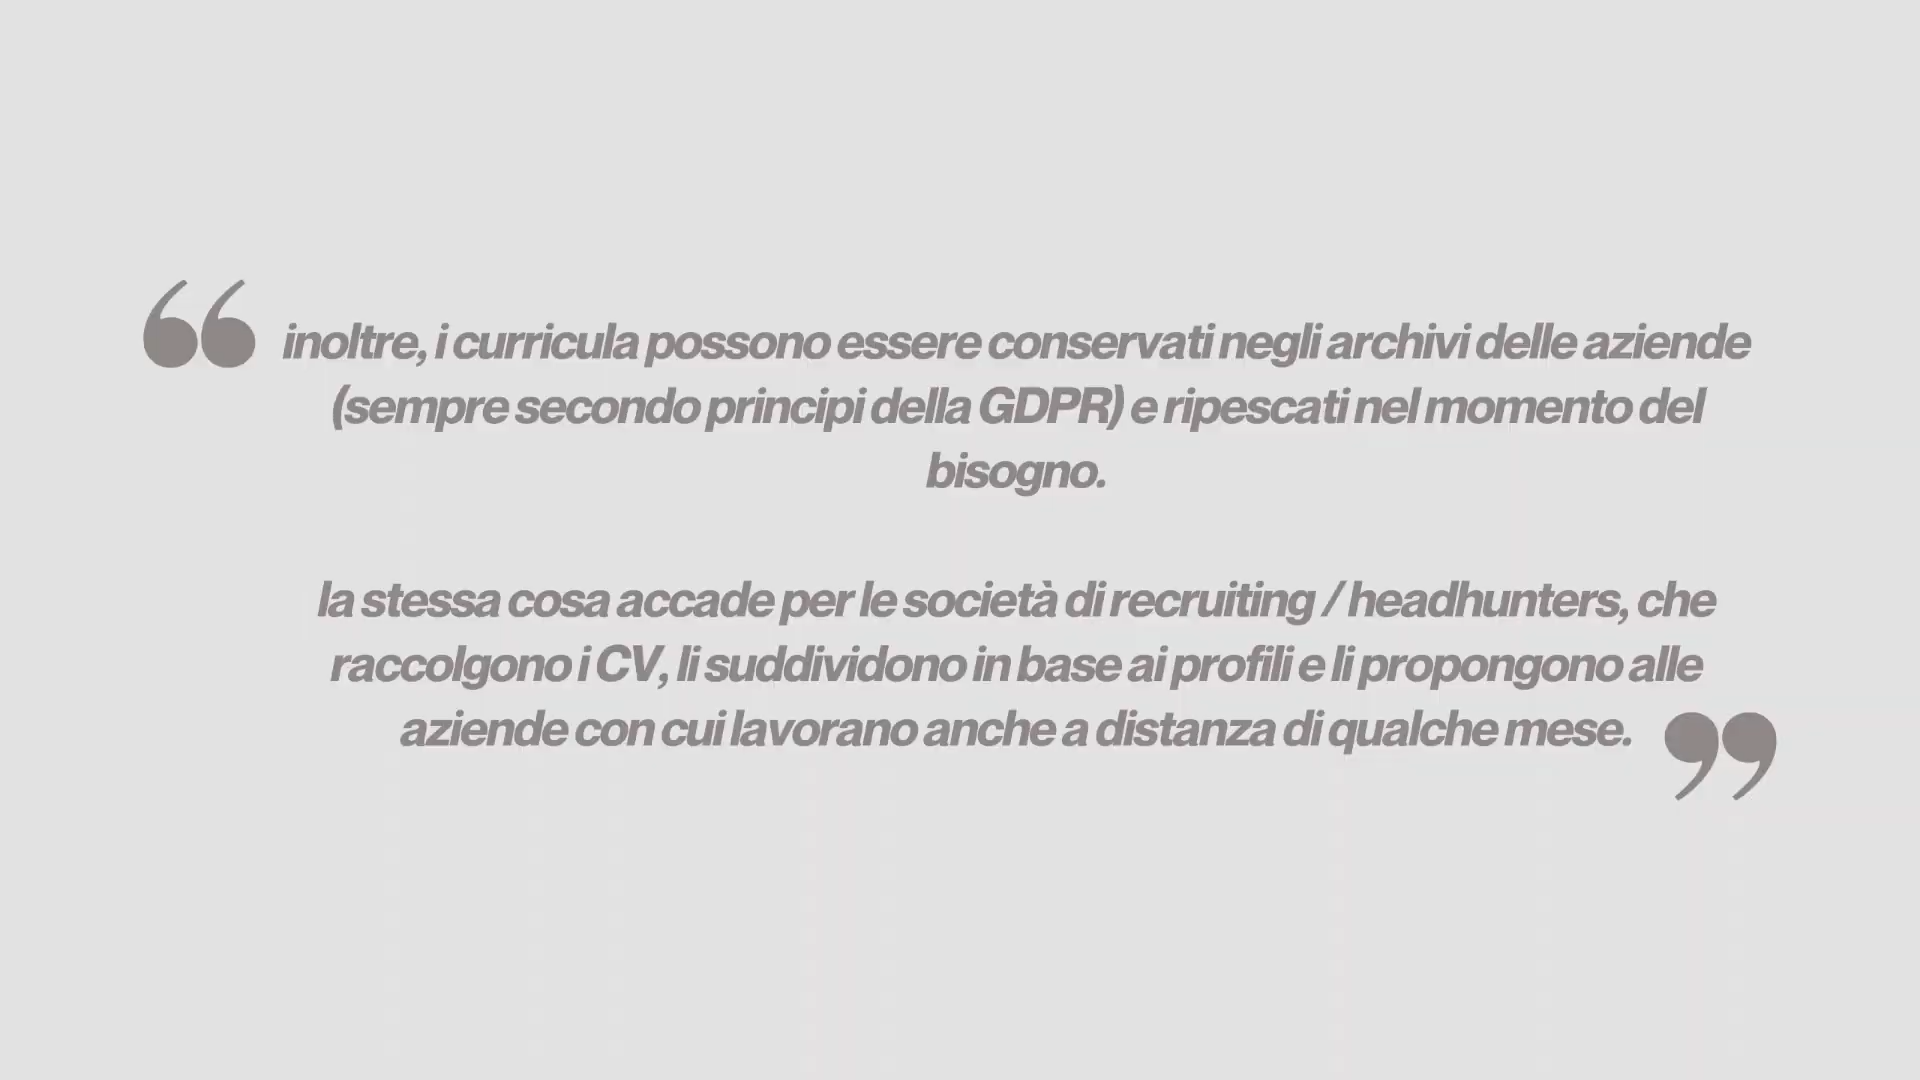 “ inoltre, i curricula possono essere conservati negli archivi delle aziende
(sempre secondo principi della GDPR) e ripescati nel momento del
bisogno.
la stessa cosa accade per le società di recruiting / headhunters, che
raccolgono i CV, li suddividono in base ai profili e li propongono alle
aziende con cui lavorano anche a distanza di qualche mese. ”